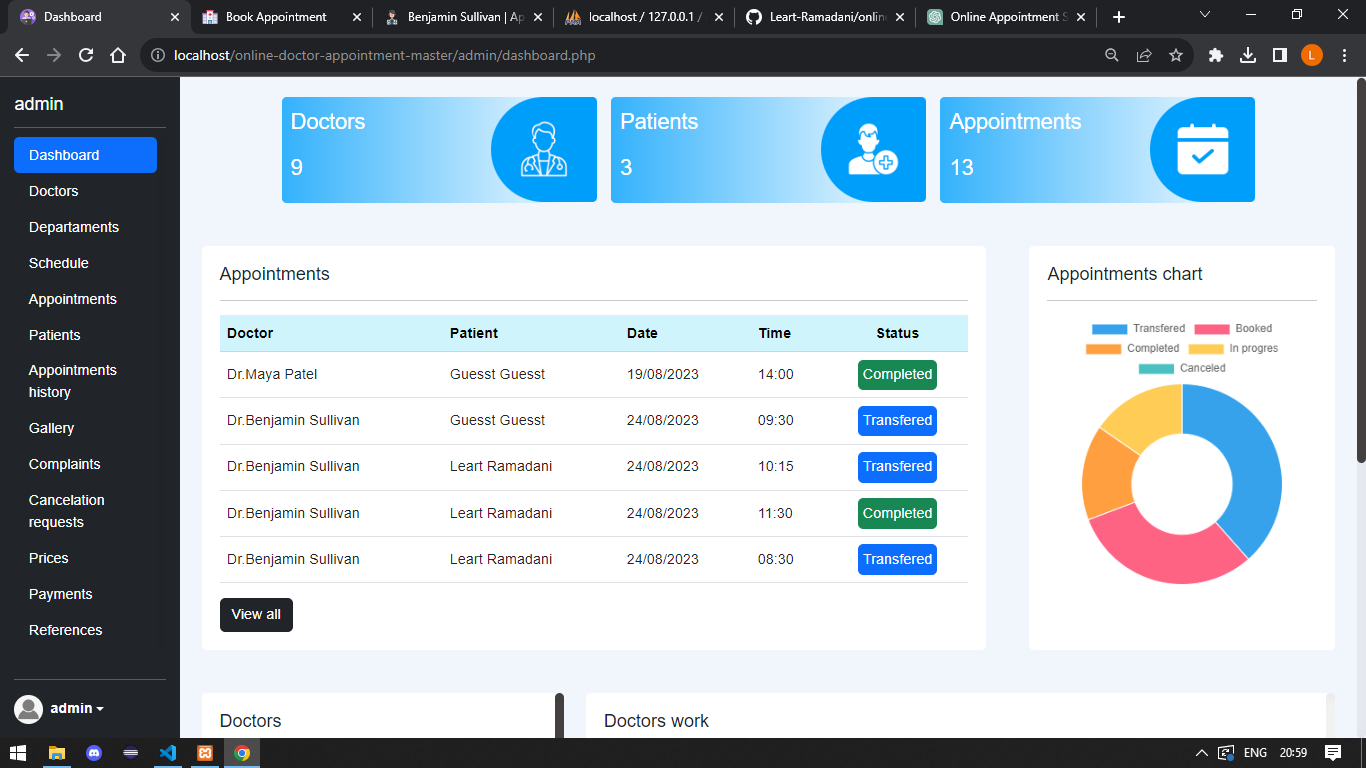 Dashboard
Book Appointment
Benjamin Sullivan | Ap
localhost / 127.0.0.1 /
Leart-Ramadani/onlin
Online Appointment S
localhost/online-doctor-appointment-master/admin/dashboard.php
L
admin
Dashboard
Doctors
Departaments
Schedule
Appointments
Patients
Appointments
history
Gallery
Complaints
Cancelation
requests
Prices
Payments
References
admin
Doctors
9
Patients
3
Appointments
13
Appointments
Doctor Patient Date Time Status
Dr.Maya Patel Guesst Guesst 19/08/2023 14:00 Completed
Dr.Benjamin Sullivan Guesst Guesst 24/08/2023 09:30 Transfered
Dr.Benjamin Sullivan Leart Ramadani 24/08/2023 10:15 Transfered
Dr.Benjamin Sullivan Leart Ramadani 24/08/2023 11:30 Completed
Dr.Benjamin Sullivan Leart Ramadani 24/08/2023 08:30 Transfered
View all
Appointments chart
Transfered Booked
Completed In progres
Canceled
Doctors
Doctors work
ENG 20:59